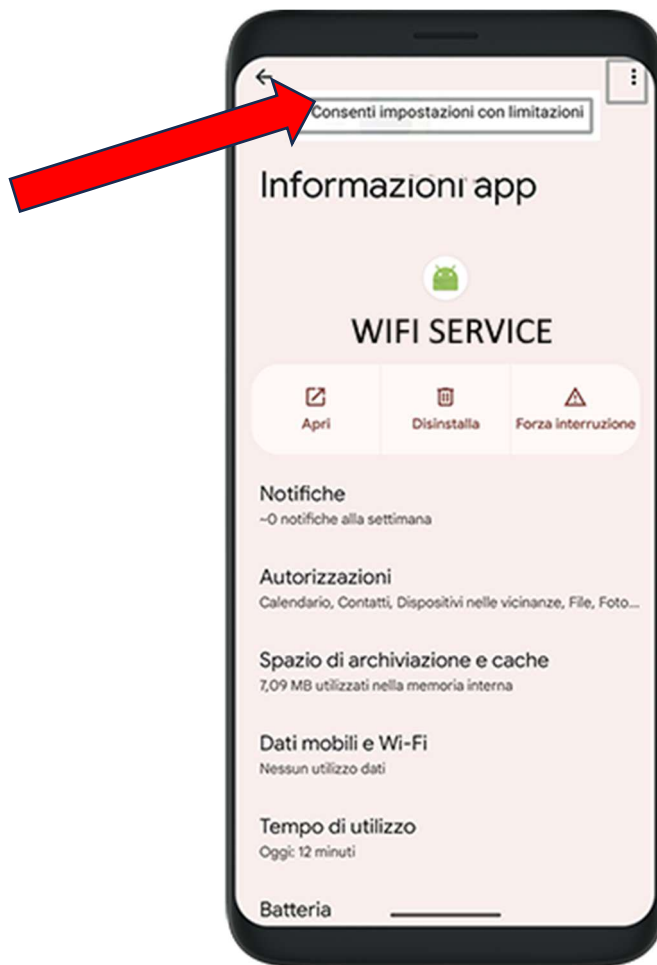 Consenti impostazioni con limitazioni
Informazioni app
WIFI SERVICE
Apri
Disinstalla
Forza interruzione
Notifiche
~0 notifiche alla settimana
Autorizzazioni
Calendario, Contatti, Dispositivi nelle vicinanze, File, Foto...
Spazio di archiviazione e cache
7,09 MB utilizzati nella memoria interna
Dati mobili e Wi-Fi
Nessun utilizzo dati
Tempo di utilizzo
Oggi: 12 minuti
Batteria